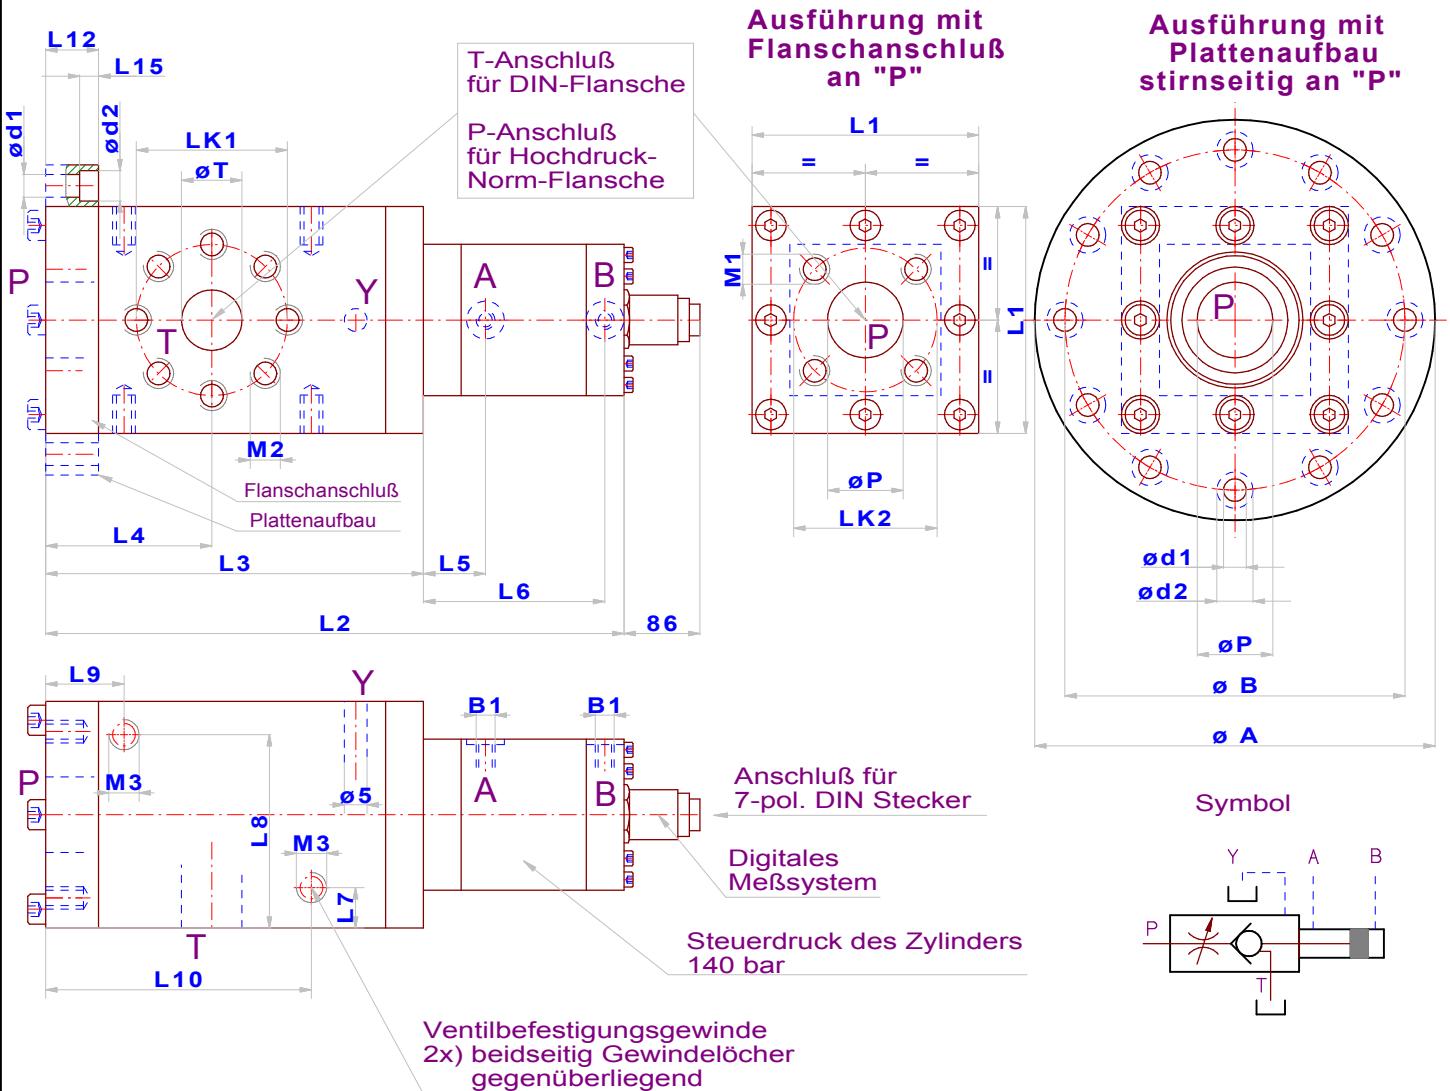 Ausführung mit
Flanschanschluß
an "P"
Ausführung mit
Plattenaufbau
stirnseitig an "P"
T-Anschluß
für DIN-Flansche
P-Anschluß
für Hochdruck-
Norm-Flansche
L12
L15
ød1
ød2
LK1
øT
P
T
Y
A
B
M2
Flanschanschluß
Plattenaufbau
L4
L3
L5
L6
L2
86
L1
=
=
M1
P
=
=
L1
øP
LK2
P
ød1
ød2
øP
ø B
ø A
L9
Y
B1
B1
M3
P
ø5
A
B
L8
M3
L7
T
L10
Anschluß für
7-pol. DIN Stecker
Digitales
Meßsystem
Steuerdruck des Zylinders
140 bar
Ventilbefestigungsgewinde
2x) beidseitig Gewindelöcher
gegenüberliegend
Symbol
Y
A
B
P
T